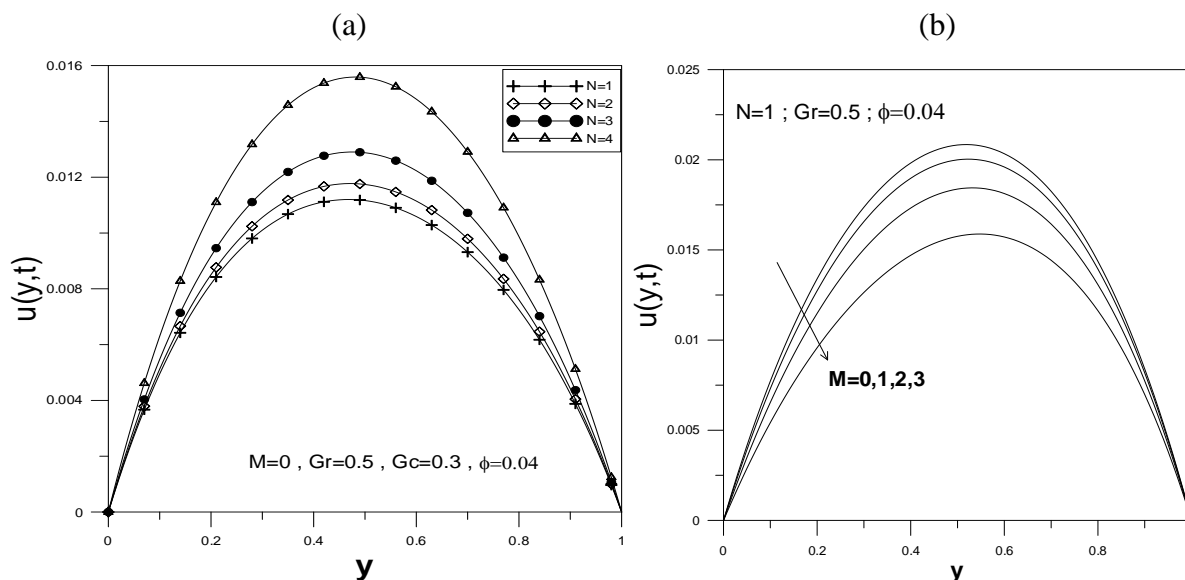 (a)
0.016
0.012
0.008
0.004
0
u(y,t)
N=1
N=2
N=3
N=4
M=0 , Gr=0.5 , Gc=0.3 , ϕ=0.04
0 0.2 0.4 0.6 0.8 1
y
(b)
0.025
0.02
0.015
0.01
0.005
0
u(y,t)
N=1 ; Gr=0.5 ; ϕ=0.04
M=0,1,2,3
0 0.2 0.4 0.6 0.8
y